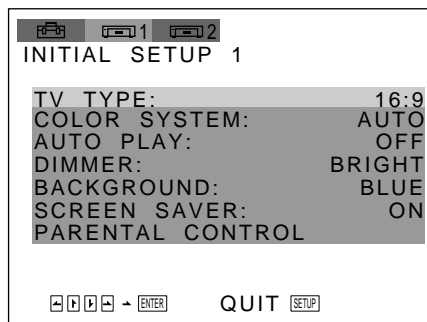 1 2
INITIAL SETUP 1
TV TYPE: 16:9
COLOR SYSTEM: AUTO
AUTO PLAY: OFF
DIMMER: BRIGHT
BACKGROUND: BLUE
SCREEN SAVER: ON
PARENTAL CONTROL
ENTER QUIT SETUP